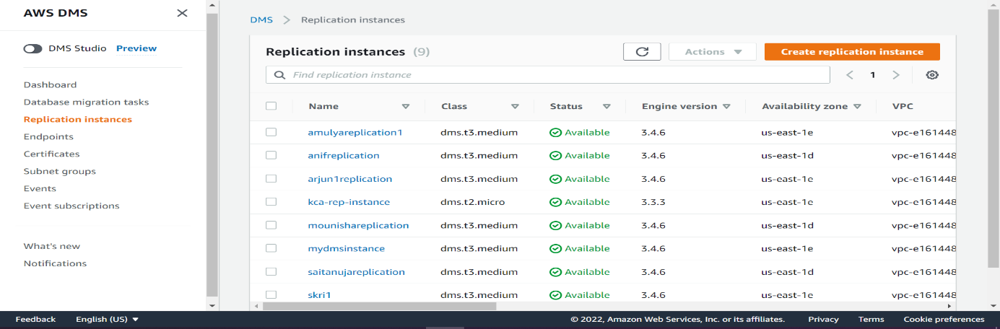 AWS DMS
DMS Studio Preview
Dashboard
Database migration tasks
Replication instances
Endpoints
Certificates
Subnet groups
Events
Event subscriptions
What's new
Notifications
DMS > Replication instances
Replication instances (9)
Actions
Create replication instance
Find replication instance
1
Name Class Status Engine version Availability zone VPC
amulyareplication1 dms.t3.medium Available 3.4.6 us-east-1e vpc-e161448
anifreplication dms.t3.medium Available 3.4.6 us-east-1d vpc-e161448
arjun1replication dms.t3.medium Available 3.4.6 us-east-1e vpc-e161448
kca-rep-instance dms.t2.micro Available 3.3.3 us-east-1e vpc-e161448
mounishareplication dms.t3.medium Available 3.4.6 us-east-1d vpc-e161448
mydmsinstance dms.t3.medium Available 3.4.6 us-east-1e vpc-e161448
saitanujareplication dms.t3.medium Available 3.4.6 us-east-1d vpc-e161448
skri1 dms.t3.medium Available 3.4.6 us-east-1e vpc-e161448
Feedback English (US) © 2022, Amazon Web Services, Inc. or its affiliates. Privacy Terms Cookie preferences